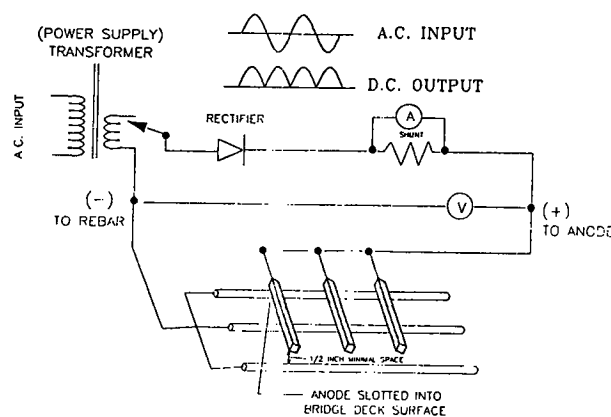 (POWER SUPPLY)
TRANSFORMER
A.C. INPUT
D.C. OUTPUT
A.C. INPUT
RECTIFIER
A
SHUNT
(-)
TO REBAR
V
(+)
TO ANODE
1/2 INCH MINIMAL SPACE
ANODE SLOTTED INTO
BRIDGE DECK SURFACE